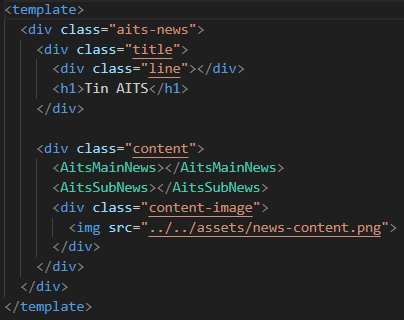 <template>
  <div class="aits-news">
    <div class="title">
      <div class="line"></div>
      <h1>Tin AITS</h1>
    </div>

    <div class="content">
      <AitsMainNews></AitsMainNews>
      <AitsSubNews></AitsSubNews>
      <div class="content-image">
        <img src="../../assets/news-content.png">
      </div>
    </div>
  </div>
</template>